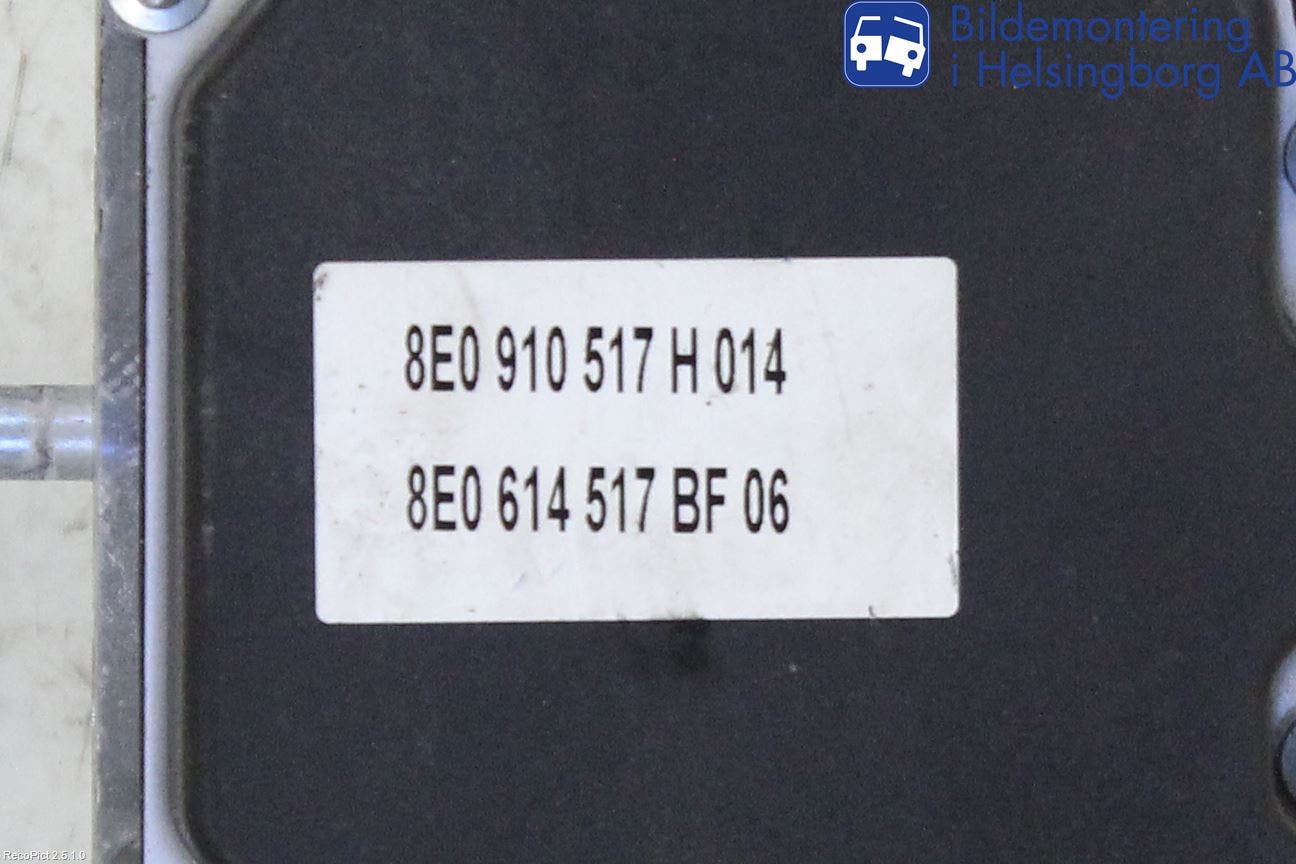 Bildemontering
i Helsingborg AB
8E0 910 517 H 014
8E0 614 517 BF 06
RecoPict 2.5.1.0